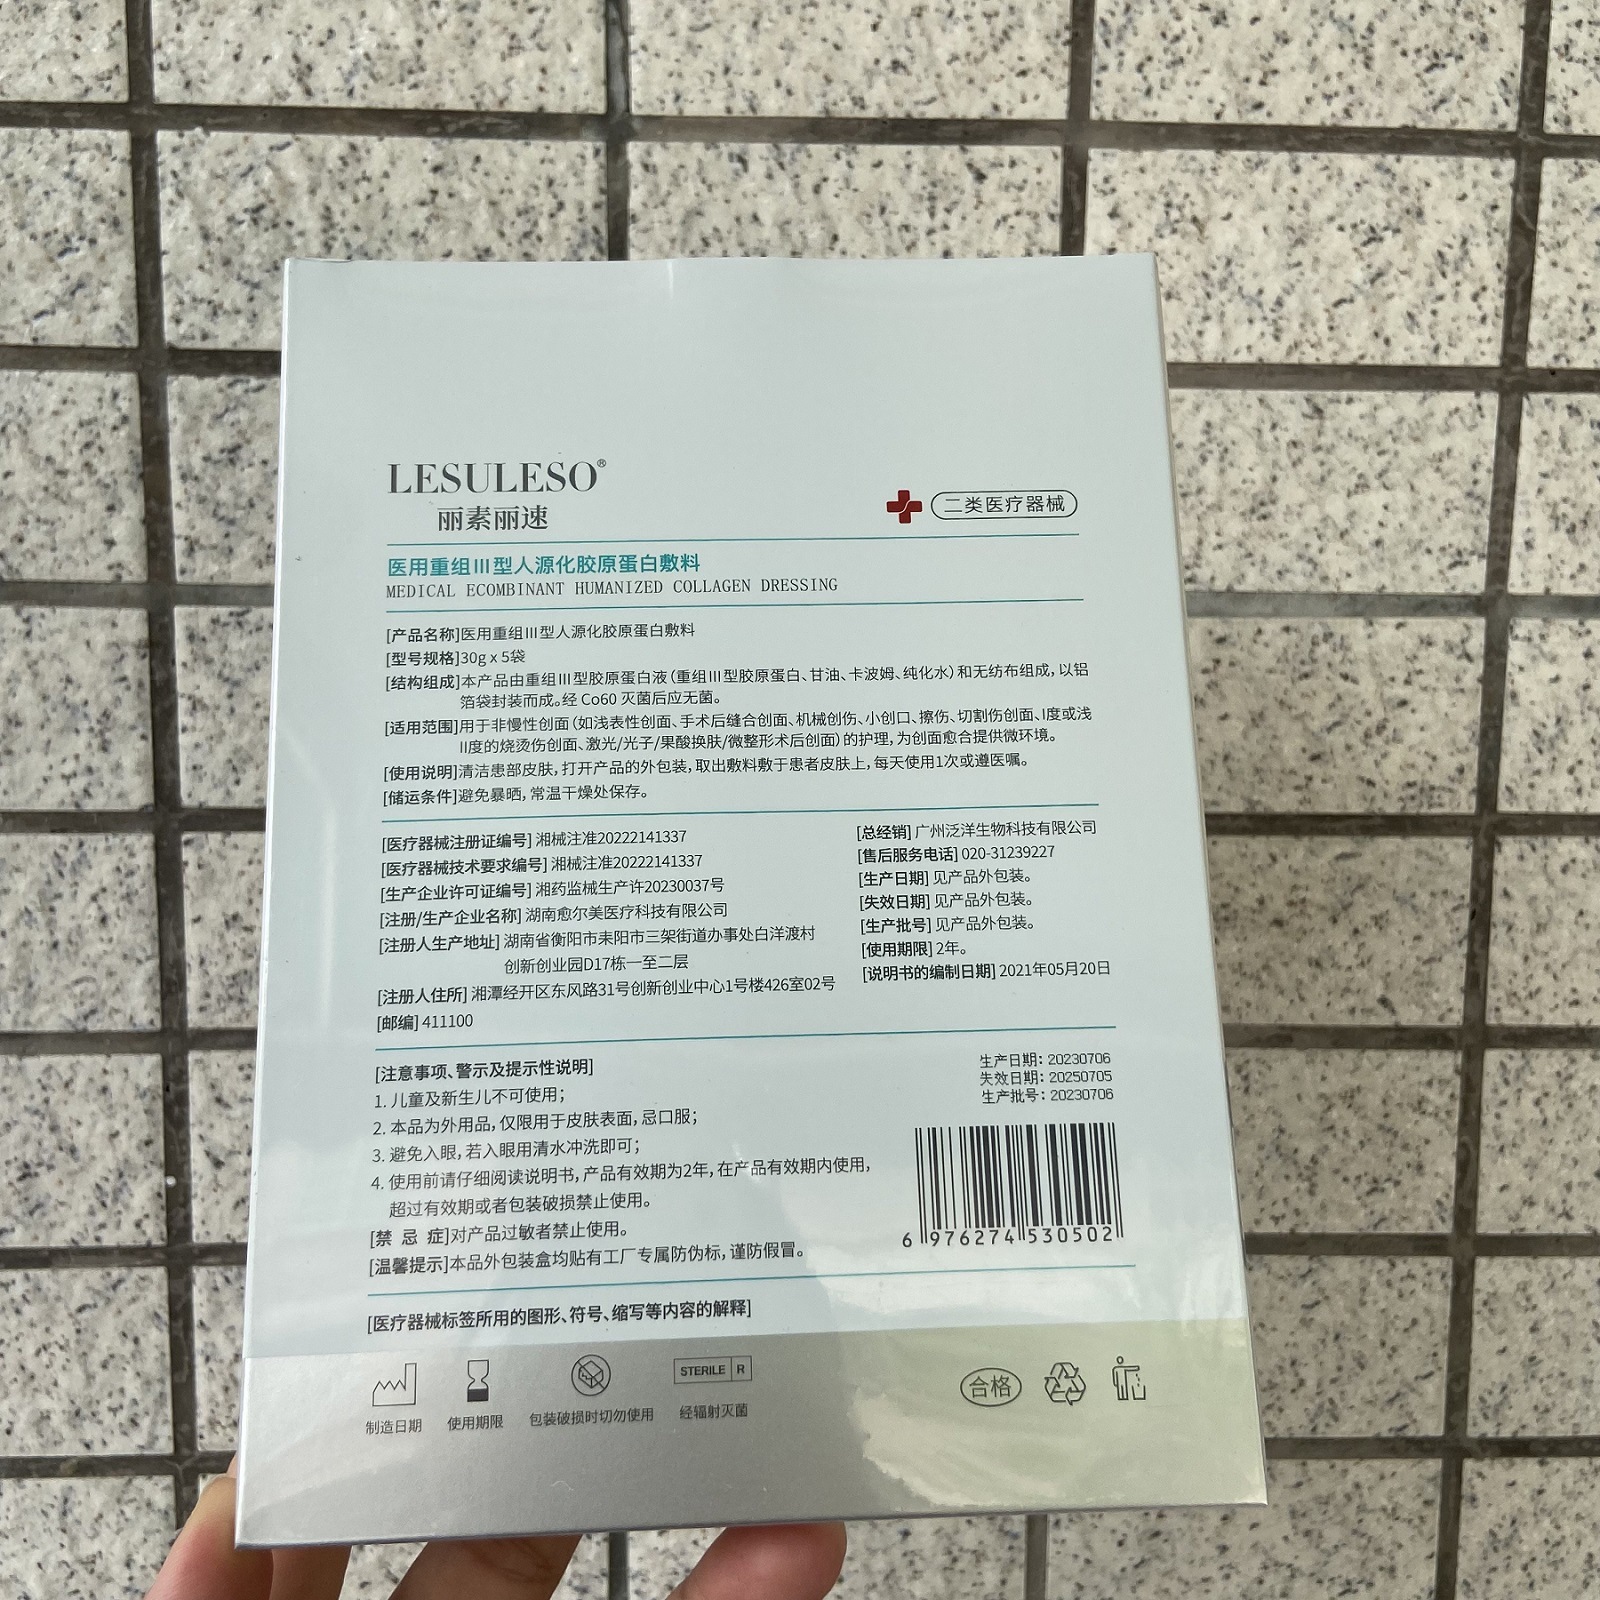 LESULESO®
丽素丽速
二类医疗器械
医用重组III型人源化胶原蛋白敷料
MEDICAL ECOMBINANT HUMANIZED COLLAGEN DRESSING
[产品名称]医用重组III型人源化胶原蛋白敷料
[型号规格]30g x 5袋
[结构组成]本产品由重组III型胶原蛋白液(重组III型胶原蛋白、甘油、卡波姆、纯化水)和无纺布组成,以铝
箔袋封装而成。经 Co60 灭菌后应无菌。
[适用范围]用于非慢性创面(如浅表性创面、手术后缝合创面、机械创伤、小创口、擦伤、切割伤创面、I度或浅
II度的烧烫伤创面、激光/光子/果酸换肤/微整形术后创面)的护理,为创面愈合提供微环境。
[使用说明]清洁患部皮肤,打开产品的外包装,取出敷料敷于患者皮肤上,每天使用1次或遵医嘱。
[储运条件]避免暴晒,常温干燥处保存。
[医疗器械注册证编号] 湘械注准20222141337
[医疗器械技术要求编号] 湘械注准20222141337
[生产企业许可证编号] 湘药监械生产许20230037号
[注册/生产企业名称] 湖南愈尔美医疗科技有限公司
[注册人生产地址] 湖南省衡阳市耒阳市三架街道办事处白洋渡村
创新创业园D17栋一至二层
[注册人住所] 湘潭经开区东风路31号创新创业中心1号楼426室02号
[邮编] 411100
[总经销] 广州泛洋生物科技有限公司
[售后服务电话] 020-31239227
[生产日期] 见产品外包装。
[失效日期] 见产品外包装。
[生产批号] 见产品外包装。
[使用期限] 2年。
[说明书的编制日期] 2021年05月20日
[注意事项、警示及提示性说明]
1. 儿童及新生儿不可使用;
2. 本品为外用品,仅限用于皮肤表面,忌口服;
3. 避免入眼,若入眼用清水冲洗即可;
4. 使用前请仔细阅读说明书,产品有效期为2年,在产品有效期内使用,
超过有效期或者包装破损禁止使用。
[禁 忌 症]对产品过敏者禁止使用。
[温馨提示]本品外包装盒均贴有工厂专属防伪标,谨防假冒。
生产日期: 20230706
失效日期: 20250705
生产批号: 20230706
6 976274 530502
[医疗器械标签所用的图形、符号、缩写等内容的解释]
STERILE R
合格
制造日期
使用期限
包装破损时切勿使用
经辐射灭菌